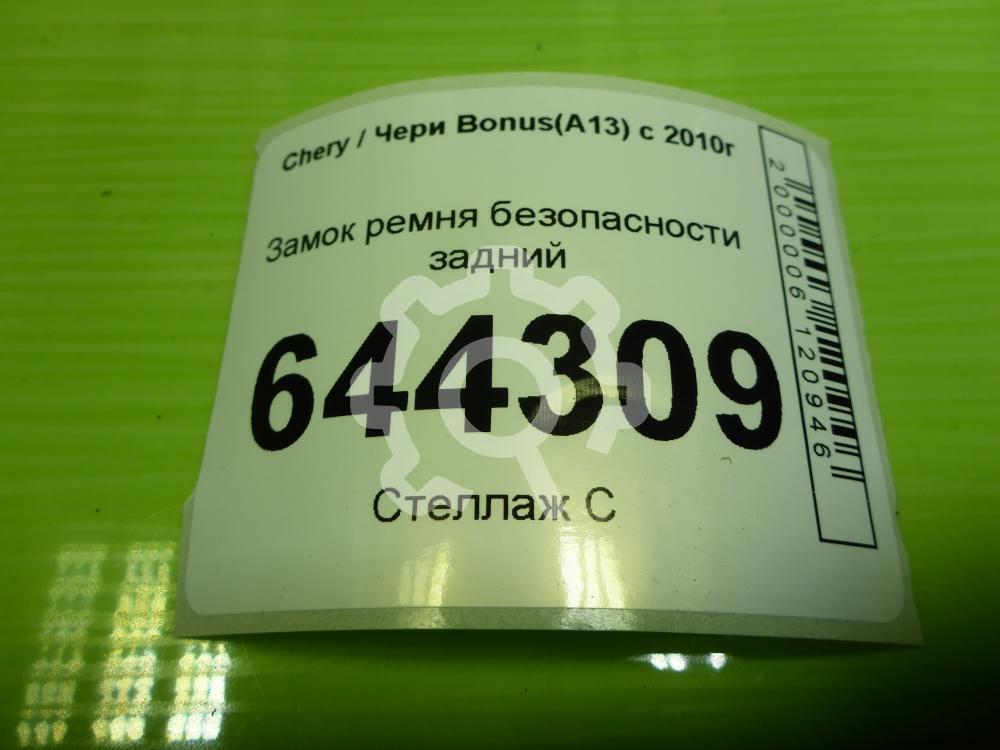 Chery / Чери Bonus(A13) с 2010г
Замок ремня безопасности
задний
644309
Стеллаж С
2000006120946